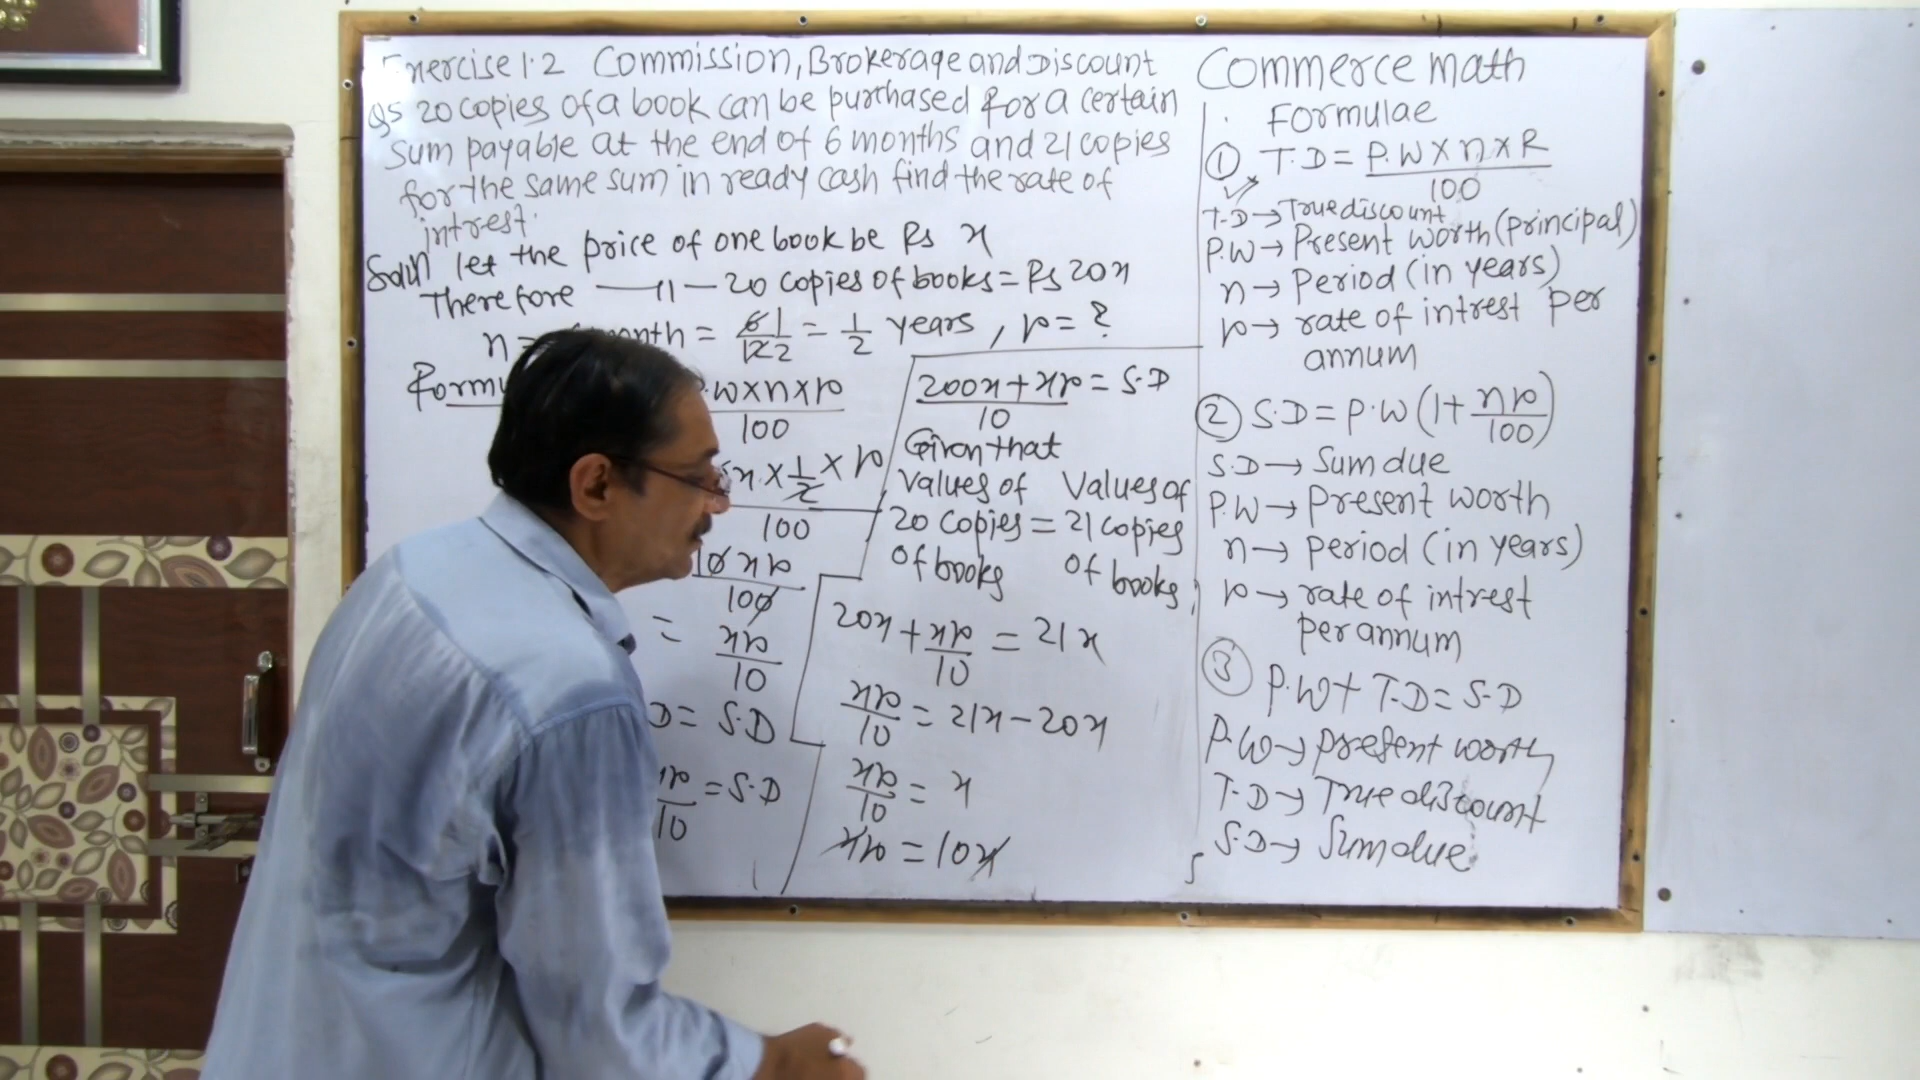 Exercise 1.2 Commission, Brokerage and Discount
Q5 20 copies of a book can be purchased for a certain
sum payable at the end of 6 months and 21 copies
for the same sum in ready cash find the rate of
intrest.
Soln let the price of one book be Rs x
Therefore —11— 20 copies of books = Rs 20x
n = month = 6 1/12 2 = 1/2 years, r = ?
P.W×n×r
100
x × 1/2 × r
100
10xr
100
= xr/10
D = S.D
xr/10 = S.D
200x + xr/10 = S.D
Given that
Values of Values of
20 copies = 21 copies
of books of books
20x + xr/10 = 21x
xr/10 = 21x - 20x
xr/10 = x
xr = 10x
Commerce math
Formulae
① T.D = P.W × n × R/100
T.D → True discount
P.W → Present worth (principal)
n → Period (in years)
r → rate of intrest per
annum
② S.D = P.W (1 + nr/100)
S.D → Sum due
P.W → present worth
n → period (in years)
r → rate of intrest
per annum
③ P.W + T.D = S.D
P.W → present worth
T.D → True discount
S.D → Sum due